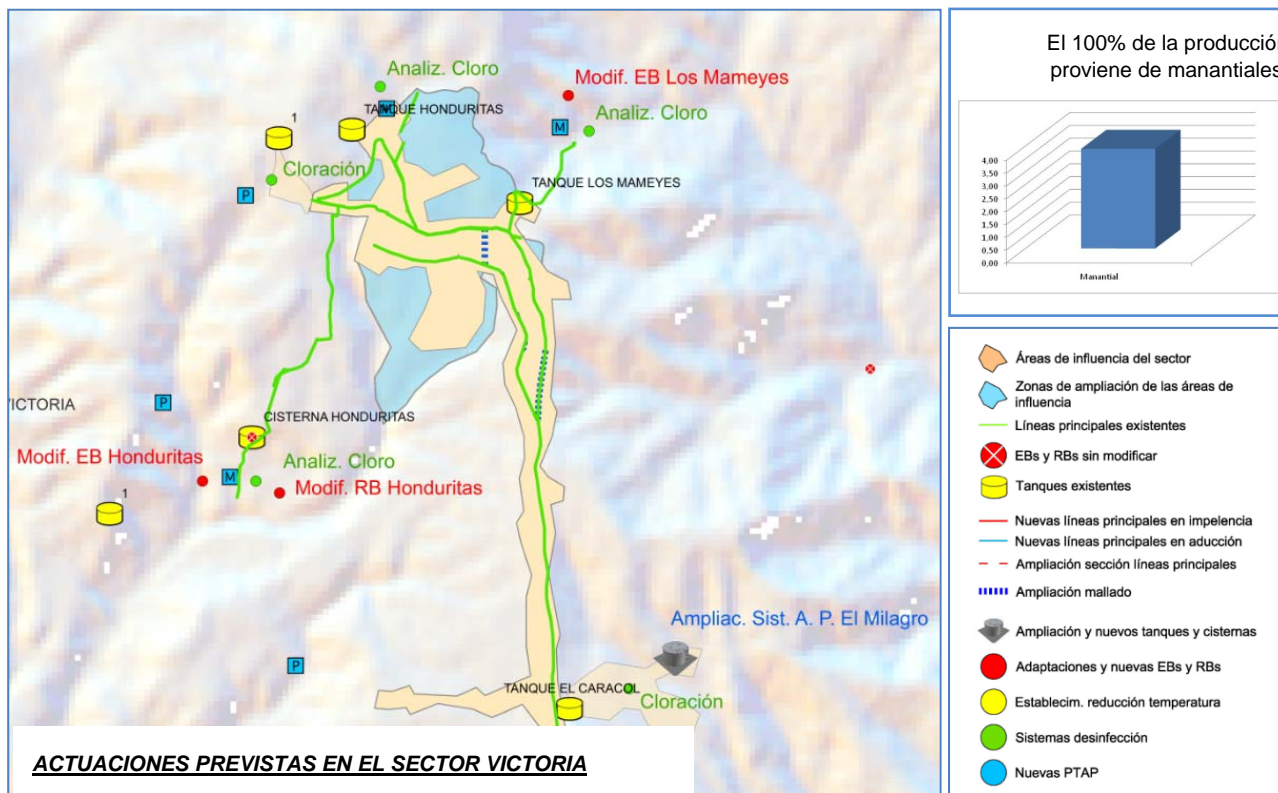 Analiz. Cloro
Modif. EB Los Mameyes
TANQUE HONDURITAS
Analiz. Cloro
1
M
Cloración
TANQUE LOS MAMEYES
P
P
VICTORIA
CISTERNA HONDURITAS
Modif. EB Honduritas
M
Analiz. Cloro
Modif. RB Honduritas
1
Ampliac. Sist. A. P. El Milagro
P
TANQUE EL CARACOL
Cloración
ACTUACIONES PREVISTAS EN EL SECTOR VICTORIA
El 100% de la producción
proviene de manantiales
4,00
3,50
3,00
2,50
2,00
1,50
1,00
0,50
0,00
Manantial
Áreas de influencia del sector
Zonas de ampliación de las áreas de
influencia
Líneas principales existentes
EBs y RBs sin modificar
Tanques existentes
Nuevas líneas principales en impelencia
Nuevas líneas principales en aducción
Ampliación sección líneas principales
Ampliación mallado
Ampliación y nuevos tanques y cisternas
Adaptaciones y nuevas EBs y RBs
Establecim. reducción temperatura
Sistemas desinfección
Nuevas PTAP